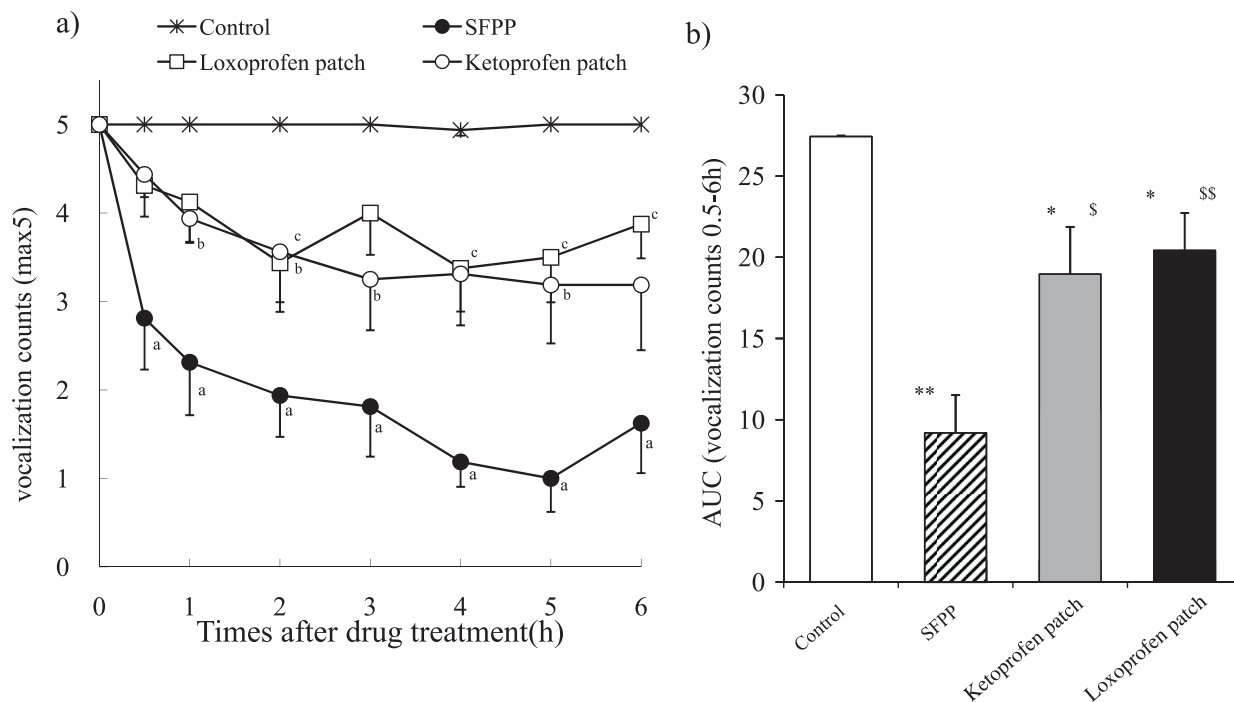 a)
Control
SFPP
Loxoprofen patch
Ketoprofen patch
vocalization counts (max5)
5
4
3
2
1
0
a
b
a
c
b
a
b
a
c
a
c
b
a
c
a
0 1 2 3 4 5 6
Times after drug treatment(h)
b)
AUC (vocalization counts 0.5-6h)
30
25
20
15
10
5
0
**
* $
* $$
Control
SFPP
Ketoprofen patch
Loxoprofen patch